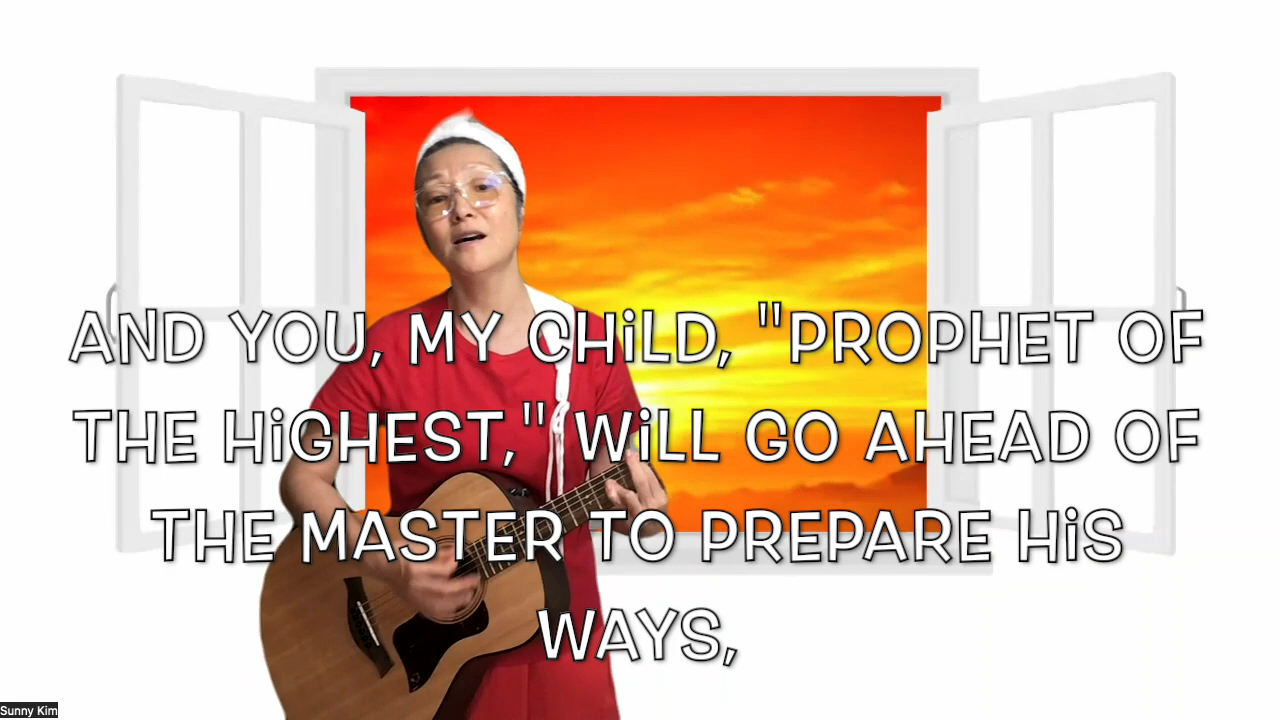 AND YOU, MY CHiLD, "PROPHET OF
THE HiGHEST," WiLL GO AHEAD OF
THE MASTER TO PREPARE HiS
WAYS,
Sunny Kim